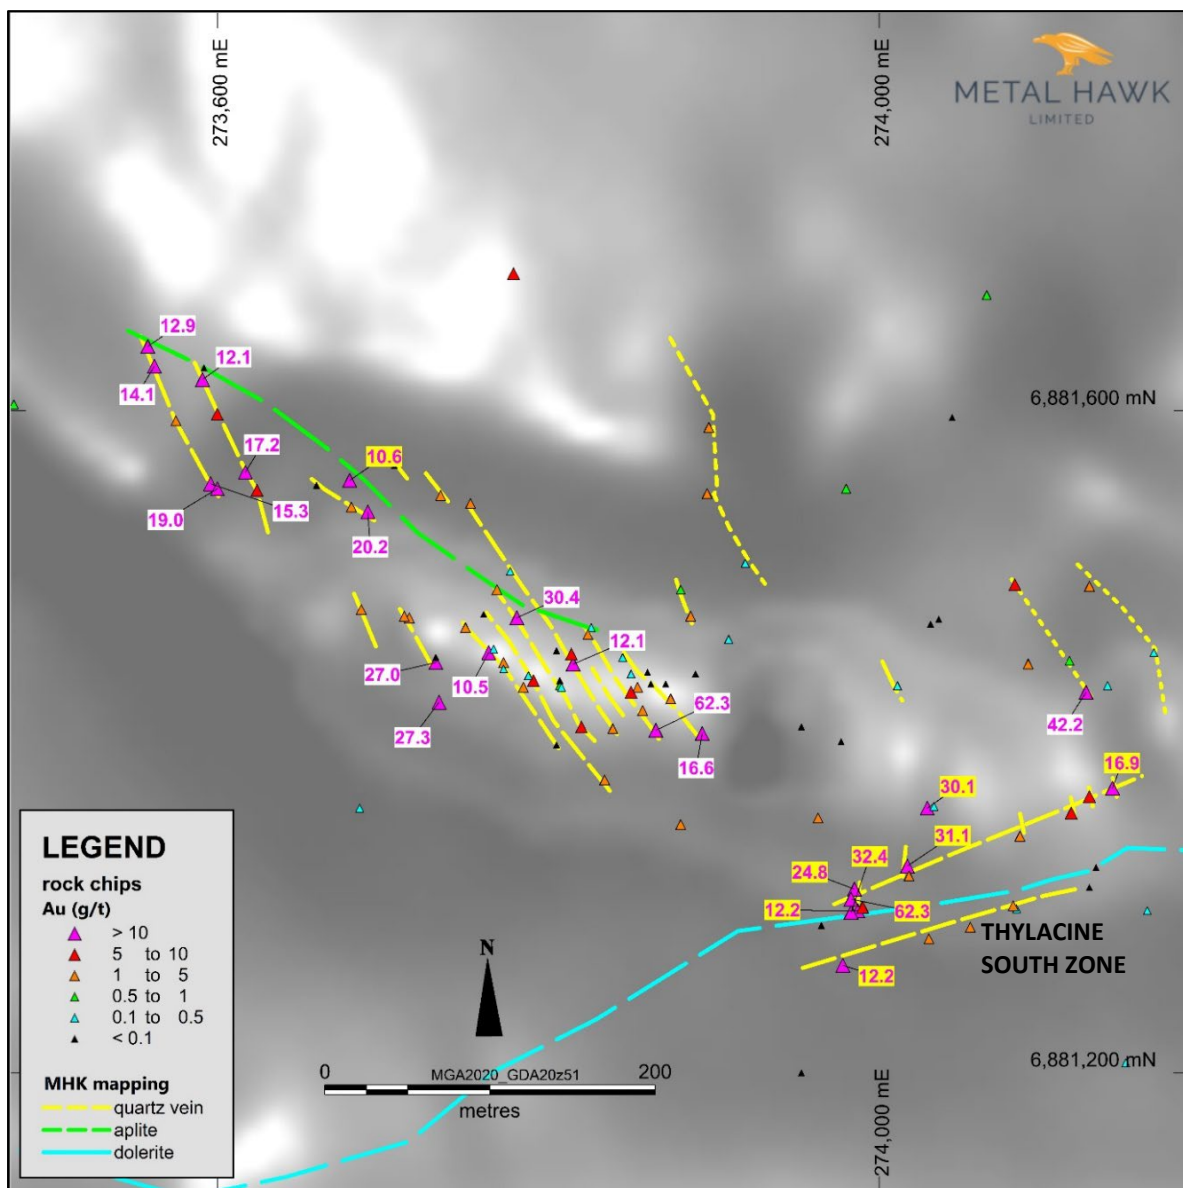 273,600 mE
274,000 mE
METAL HAWK
LIMITED
12.9
12.1
14.1
6,881,600 mN
17.2
10.6
19.0
15.3
20.2
30.4
12.1
27.0
10.5
62.3
27.3
16.6
42.2
16.9
30.1
31.1
32.4
24.8
12.2
62.3
THYLACINE
SOUTH ZONE
12.2
LEGEND
rock chips
Au (g/t)
> 10
5 to 10
1 to 5
0.5 to 1
0.1 to 0.5
< 0.1
MHK mapping
quartz vein
aplite
dolerite
N
0 MGA2020_GDA20z51 200
metres
6,881,200 mN
274,000 mE